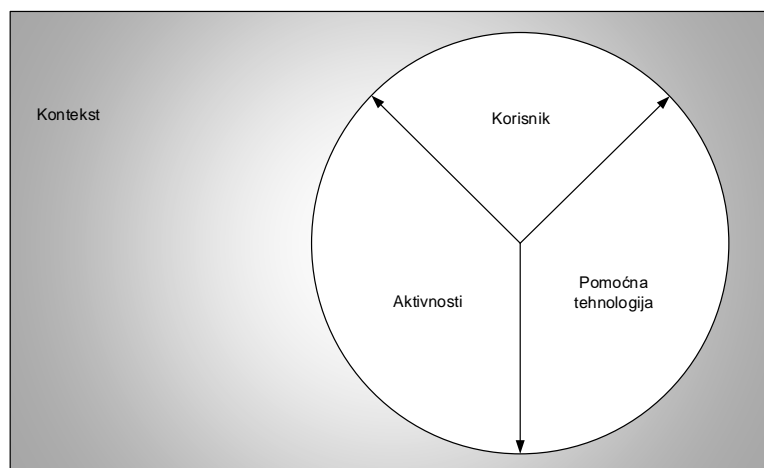 Kontekst
Korisnik
Aktivnosti
Pomoćna
tehnologija